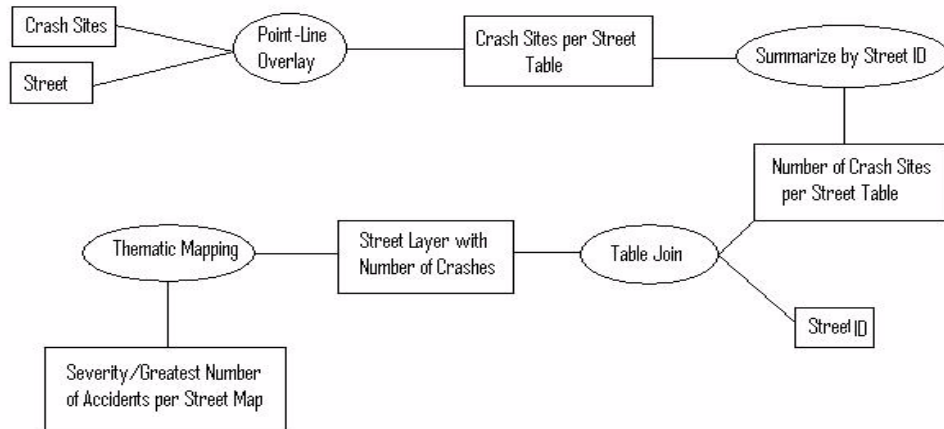 Crash Sites
Street
Point-Line
Overlay
Crash Sites per Street
Table
Summarize by Street ID
Number of Crash Sites
per Street Table
Table Join
Street ID
Street Layer with
Number of Crashes
Thematic Mapping
Severity/Greatest Number
of Accidents per Street Map